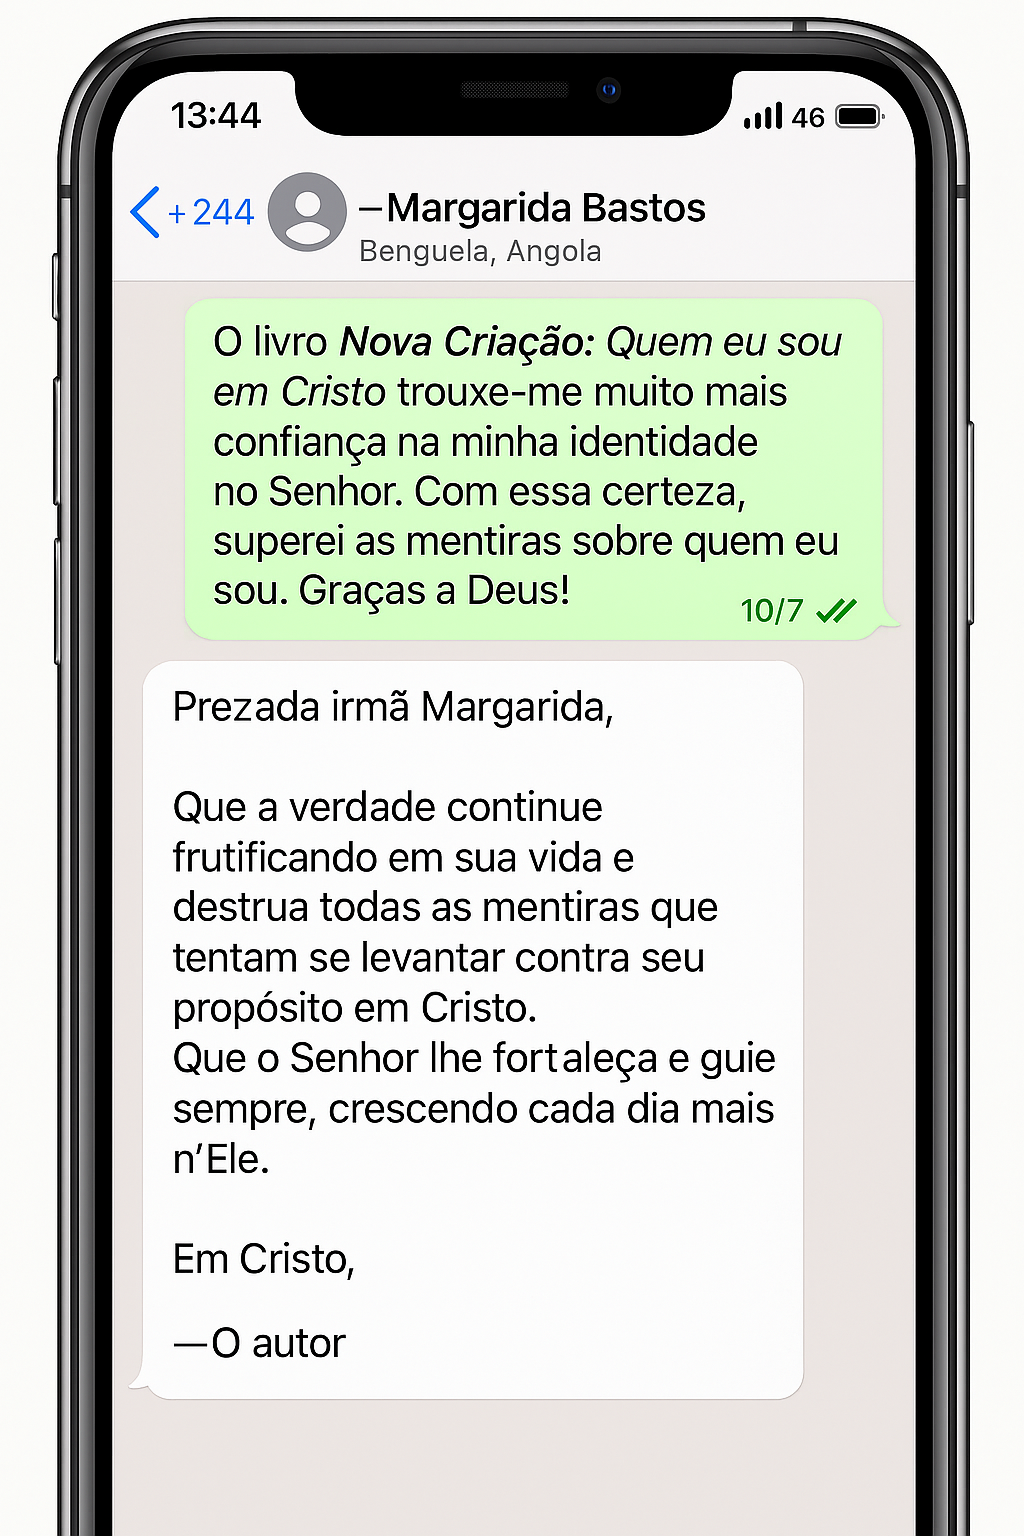 13:44
46
+244
–Margarida Bastos
Benguela, Angola
O livro Nova Criação: Quem eu sou
em Cristo trouxe-me muito mais
confiança na minha identidade
no Senhor. Com essa certeza,
superei as mentiras sobre quem eu
sou. Graças a Deus!
10/7
Prezada irmã Margarida,
Que a verdade continue
frutificando em sua vida e
destrua todas as mentiras que
tentam se levantar contra seu
propósito em Cristo.
Que o Senhor lhe fortaleça e guie
sempre, crescendo cada dia mais
n’Ele.
Em Cristo,
—O autor